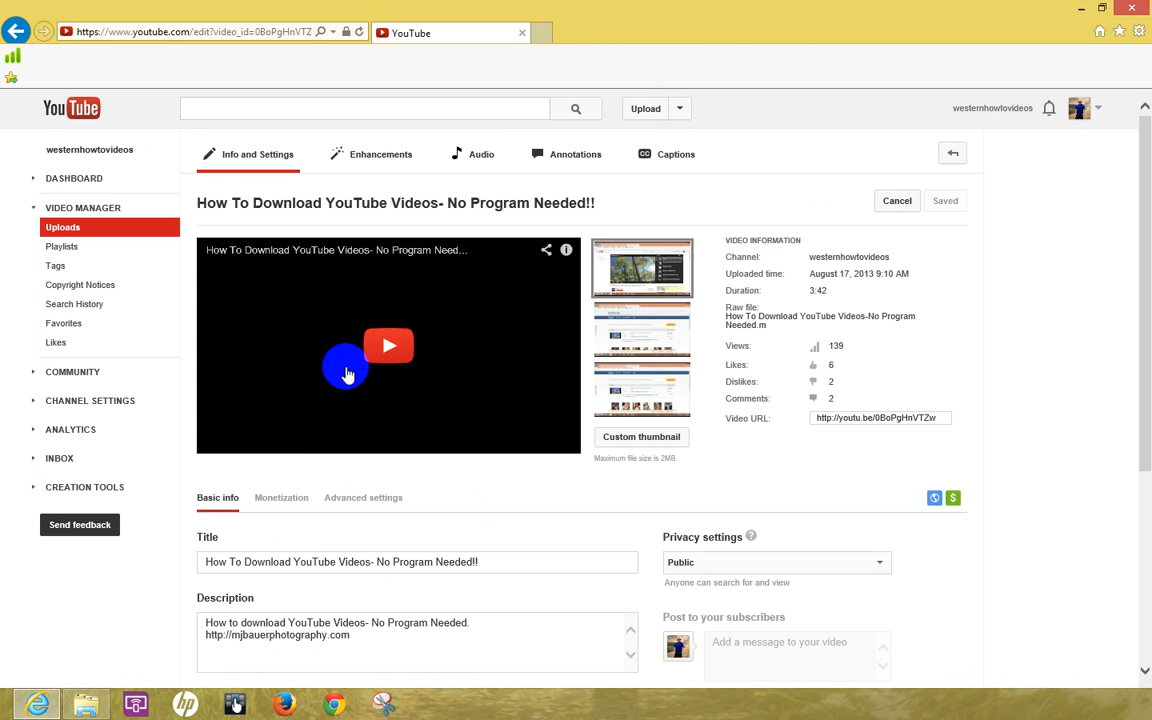 https://www.youtube.com/edit?video_id=0BoPgHnVTZ
YouTube
YouTube
Upload
westernhowtovideos
westernhowtovideos
Info and Settings
Enhancements
Audio
Annotations
CC Captions
DASHBOARD
How To Download YouTube Videos- No Program Needed!!
Cancel
Saved
VIDEO MANAGER
Uploads
Playlists
Tags
Copyright Notices
Search History
Favorites
Likes
COMMUNITY
CHANNEL SETTINGS
ANALYTICS
INBOX
CREATION TOOLS
Send feedback
How To Download YouTube Videos- No Program Need...
Custom thumbnail
Maximum file size is 2MB.
VIDEO INFORMATION
Channel: westernhowtovideos
Uploaded time: August 17, 2013 9:10 AM
Duration: 3:42
Raw file:
How To Download YouTube Videos-No Program
Needed.m
Views: 139
Likes: 6
Dislikes: 2
Comments: 2
Video URL: http://youtu.be/0BoPgHnVTZw
Basic info
Monetization
Advanced settings
$
Title
How To Download YouTube Videos- No Program Needed!!
Description
How to download YouTube Videos- No Program Needed.
http://mjbauerphotography.com
Privacy settings ?
Public
Anyone can search for and view
Post to your subscribers
Add a message to your video
hp